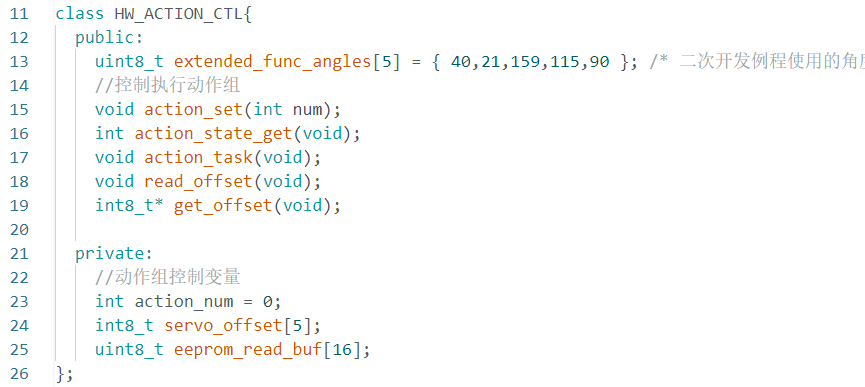 11 class HW_ACTION_CTL{
12 public:
13 uint8_t extended_func_angles[5] = { 40,21,159,115,90 }; /* 二次开发例程使用的角
14 //控制执行动作组
15 void action_set(int num);
16 int action_state_get(void);
17 void action_task(void);
18 void read_offset(void);
19 int8_t* get_offset(void);
20
21 private:
22 //动作组控制变量
23 int action_num = 0;
24 int8_t servo_offset[5];
25 uint8_t eeprom_read_buf[16];
26 };